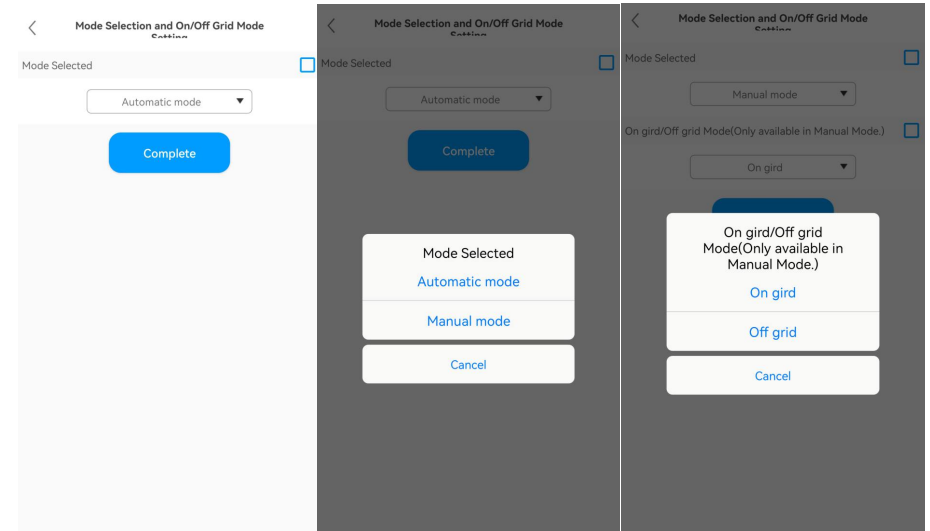 Mode Selection and On/Off Grid Mode
Setting
Mode Selected
Automatic mode
Complete
Mode Selection and On/Off Grid Mode
Setting
Mode Selected
Automatic mode
Complete
Mode Selected
Automatic mode
Manual mode
Cancel
Mode Selection and On/Off Grid Mode
Setting
Mode Selected
Manual mode
On gird/Off grid Mode(Only available in Manual Mode.)
On gird
On gird/Off grid
Mode(Only available in
Manual Mode.)
On gird
Off grid
Cancel